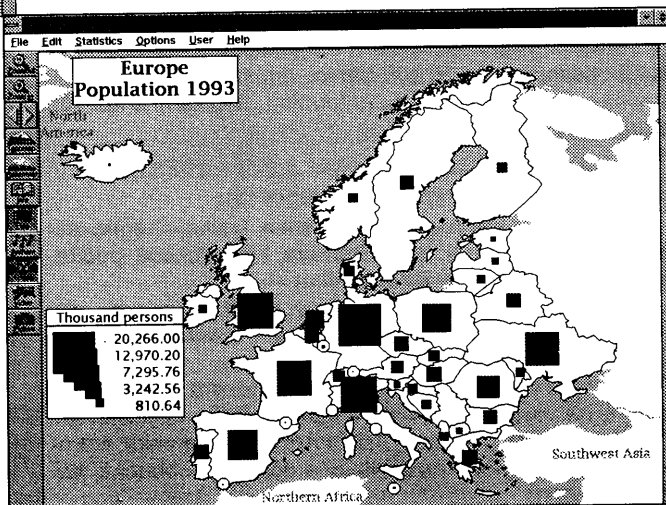 File Edit Statistics Options User Help
Europe
Population 1993
North
America
Thousand persons
20,266.00
12,970.20
7,295.76
3,242.56
810.64
Southwest Asia
Northern Africa